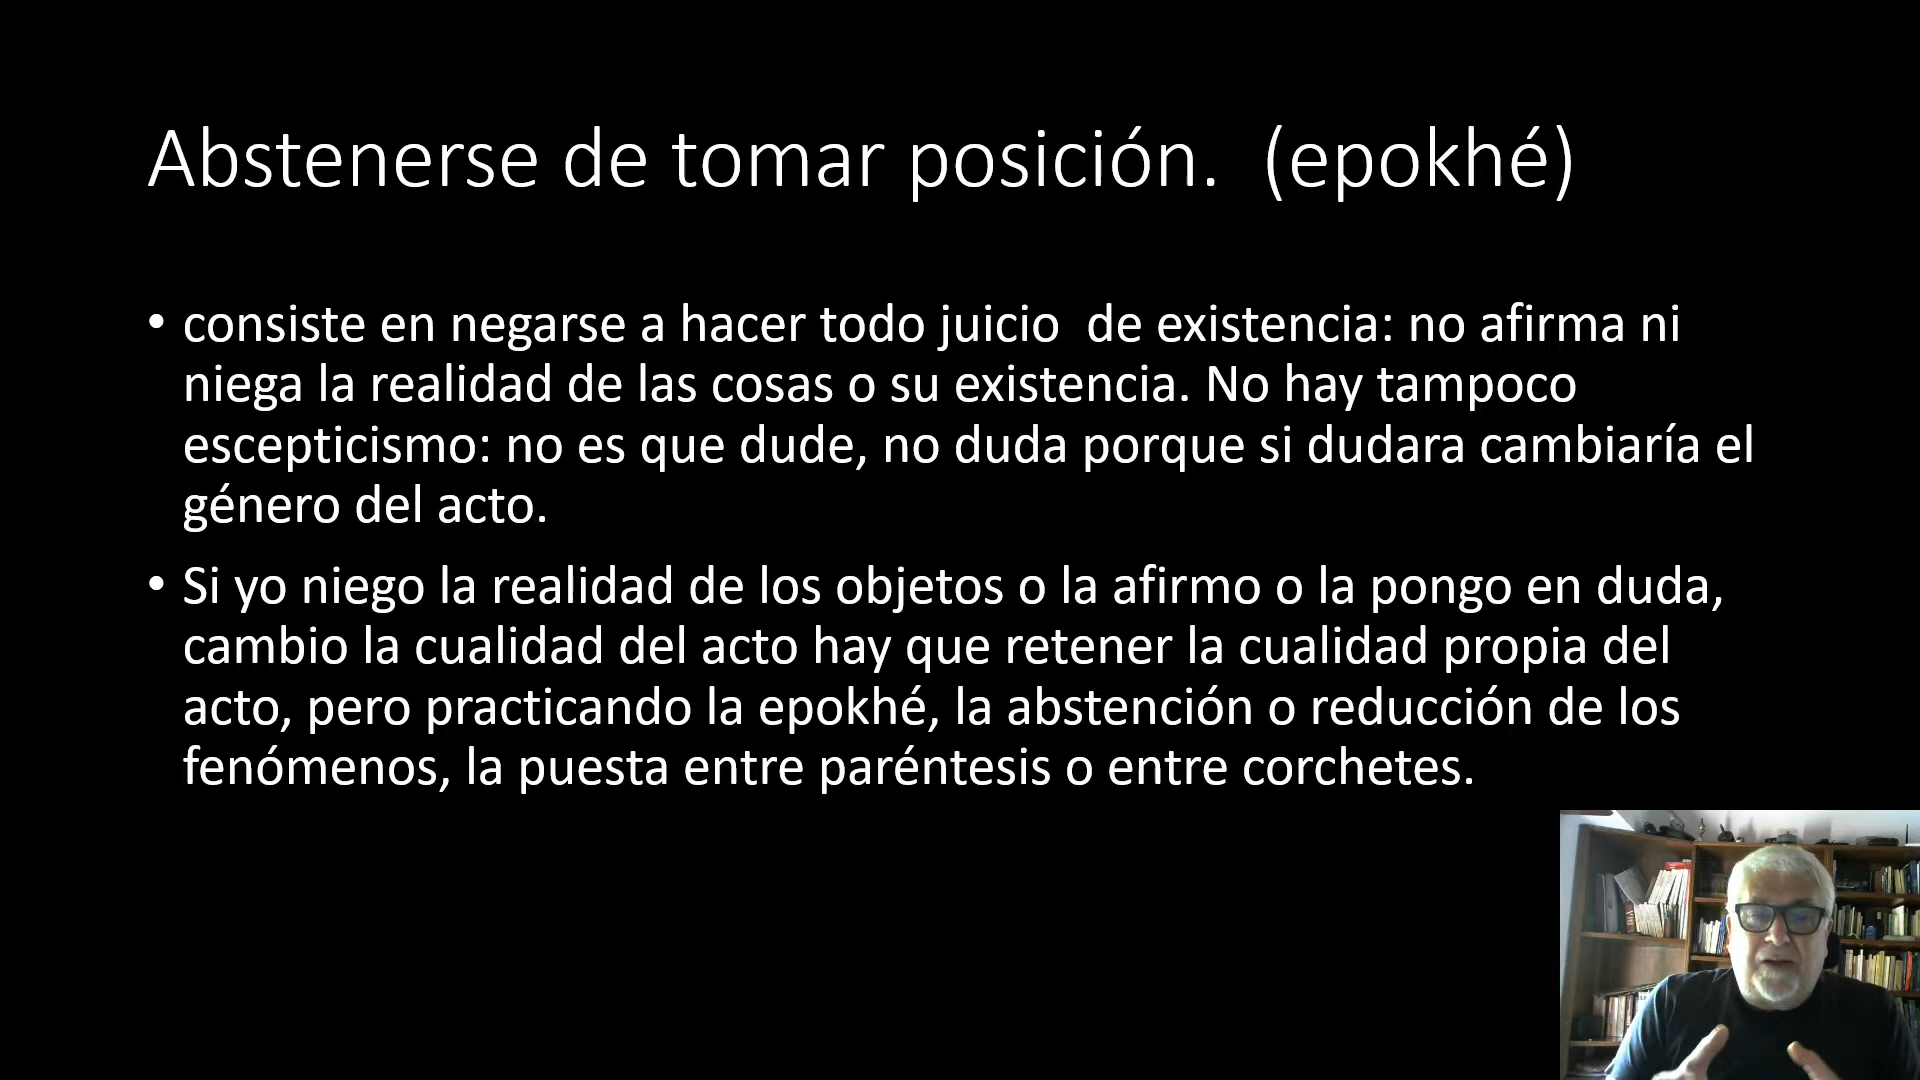 Abstenerse de tomar posición.  (epokhé)
• consiste en negarse a hacer todo juicio  de existencia: no afirma ni
niega la realidad de las cosas o su existencia. No hay tampoco
escepticismo: no es que dude, no duda porque si dudara cambiaría el
género del acto.
• Si yo niego la realidad de los objetos o la afirmo o la pongo en duda,
cambio la cualidad del acto hay que retener la cualidad propia del
acto, pero practicando la epokhé, la abstención o reducción de los
fenómenos, la puesta entre paréntesis o entre corchetes.